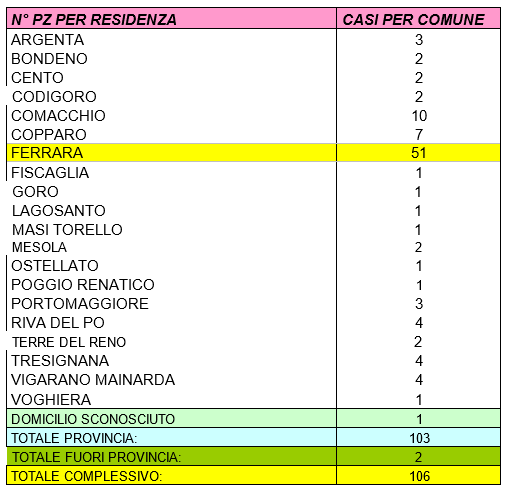 N° PZ PER RESIDENZA CASI PER COMUNE
ARGENTA 3
BONDENO 2
CENTO 2
CODIGORO 2
COMACCHIO 10
COPPARO 7
FERRARA 51
FISCAGLIA 1
GORO 1
LAGOSANTO 1
MASI TORELLO 1
MESOLA 2
OSTELLATO 1
POGGIO RENATICO 1
PORTOMAGGIORE 3
RIVA DEL PO 4
TERRE DEL RENO 2
TRESIGNANA 4
VIGARANO MAINARDA 4
VOGHIERA 1
DOMICILIO SCONOSCIUTO 1
TOTALE PROVINCIA: 103
TOTALE FUORI PROVINCIA: 2
TOTALE COMPLESSIVO: 106